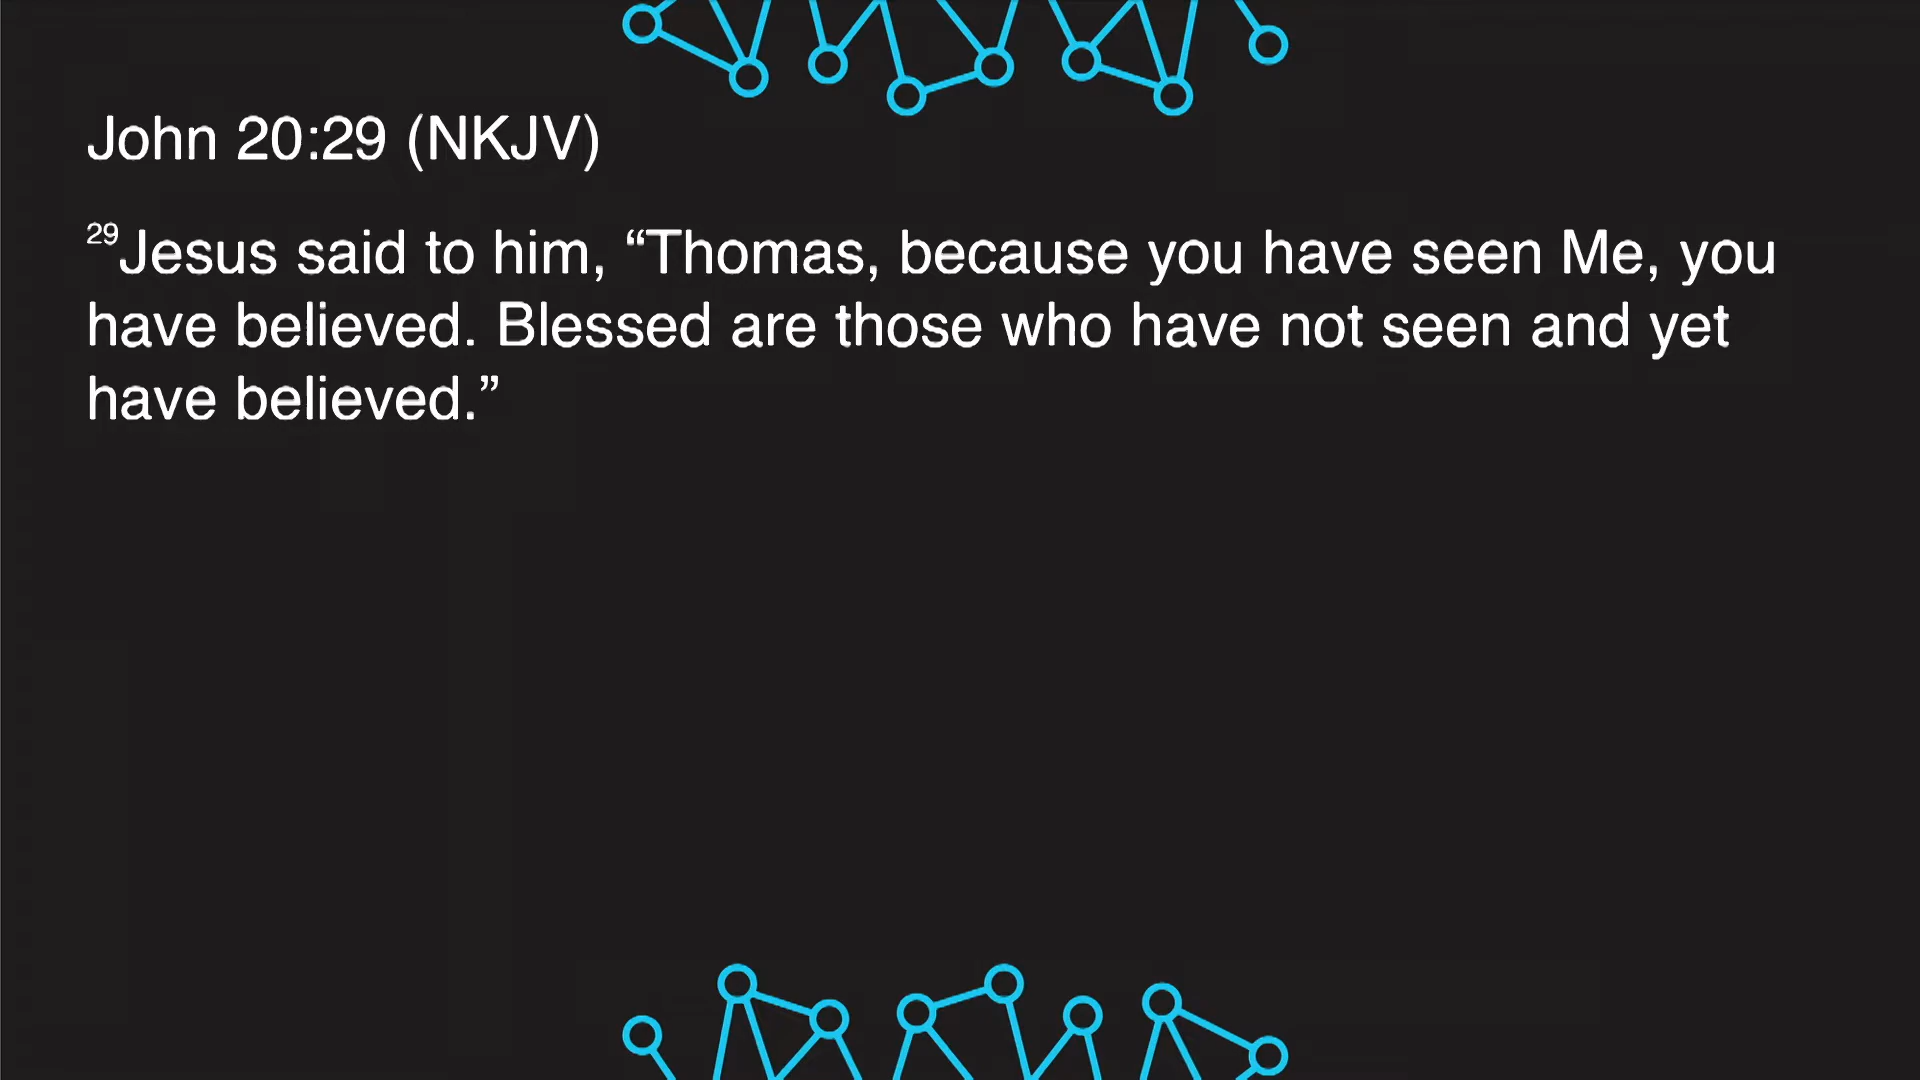 John 20:29 (NKJV)
29Jesus said to him, “Thomas, because you have seen Me, you
have believed. Blessed are those who have not seen and yet
have believed.”